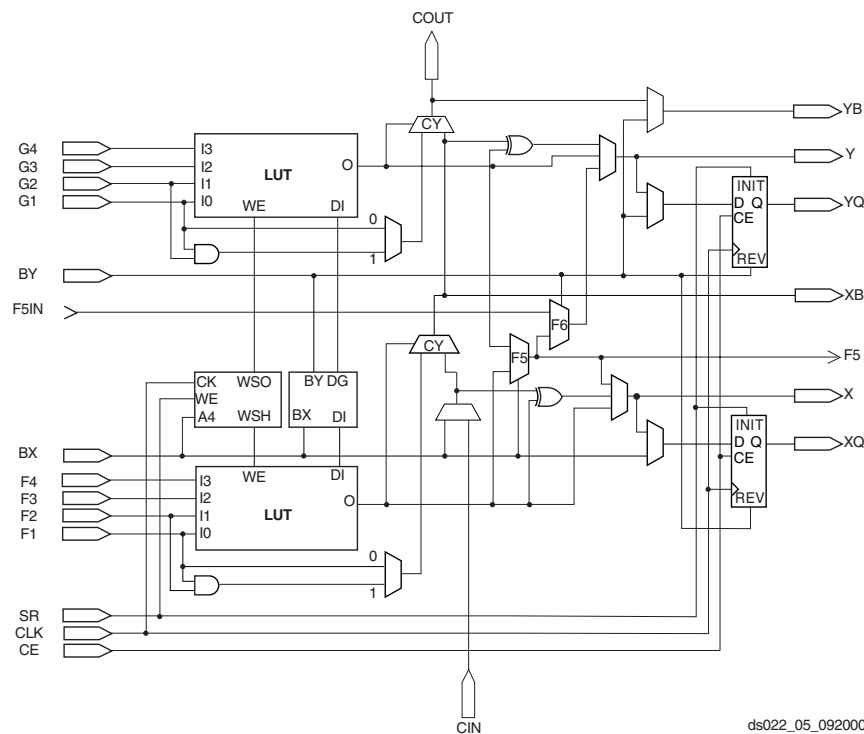 COUT
YB
CY
G4
I3
Y
G3
I2
LUT
O
G2
I1
INIT
G1
I0
WE
DI
D Q
YQ
CE
0
1
REV
BY
XB
F5IN
F6
CY
F5
F5
CK
WSO
BY DG
WE
X
A4
WSH
BX
DI
INIT
BX
D Q
XQ
CE
F4
I3
WE
DI
F3
I2
O
REV
F2
I1
LUT
F1
I0
0
1
SR
CLK
CE
CIN
ds022_05_092000